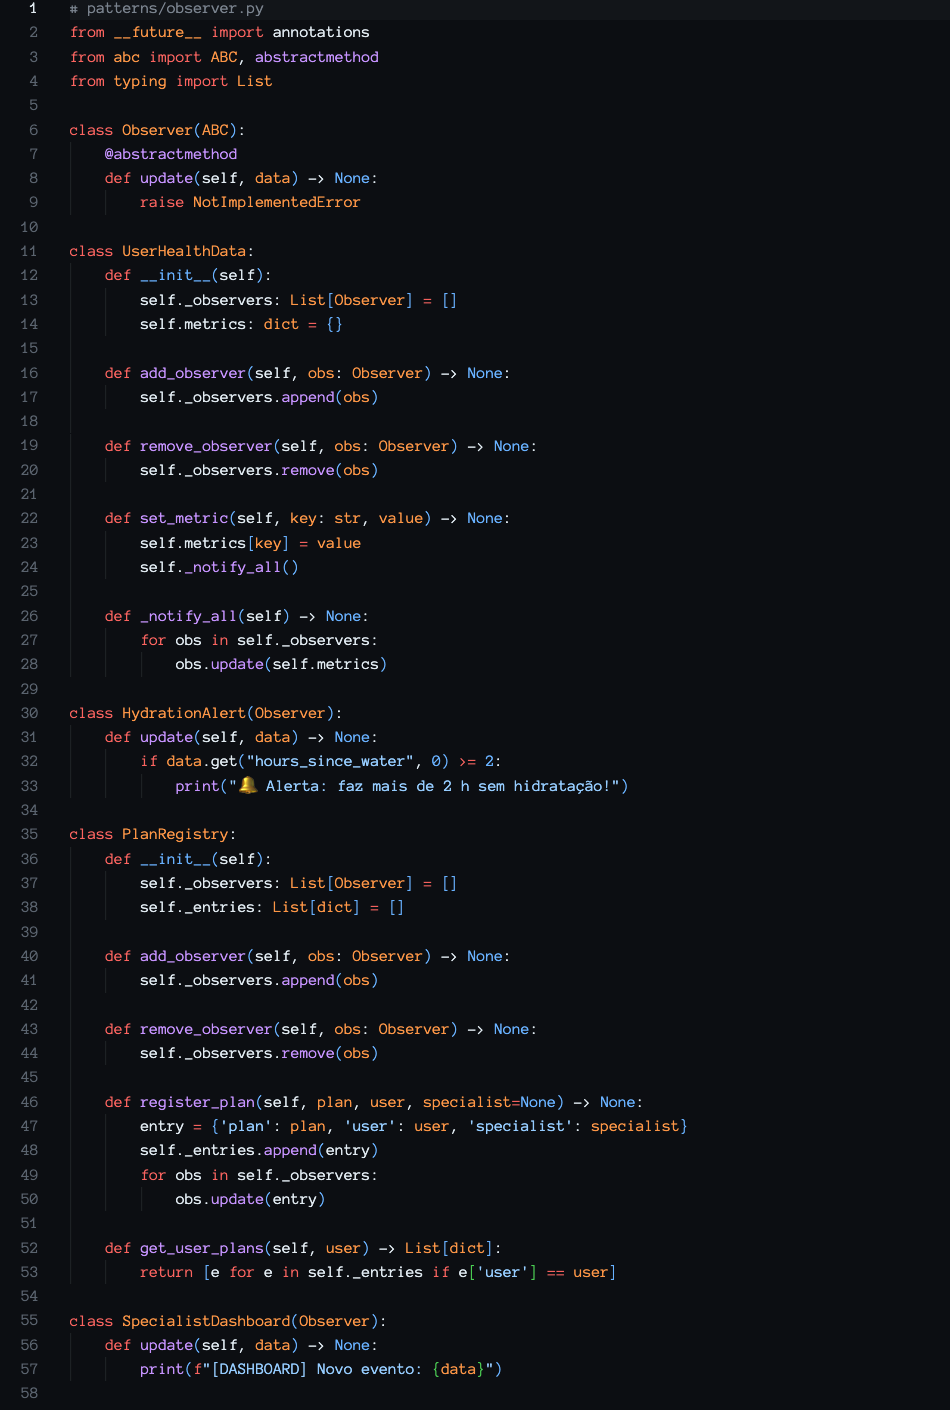 1 # patterns/observer.py
2 from __future__ import annotations
3 from abc import ABC, abstractmethod
4 from typing import List
5
6 class Observer(ABC):
7     @abstractmethod
8     def update(self, data) -> None:
9         raise NotImplementedError
10
11 class UserHealthData:
12     def __init__(self):
13         self._observers: List[Observer] = []
14         self.metrics: dict = {}
15
16     def add_observer(self, obs: Observer) -> None:
17         self._observers.append(obs)
18
19     def remove_observer(self, obs: Observer) -> None:
20         self._observers.remove(obs)
21
22     def set_metric(self, key: str, value) -> None:
23         self.metrics[key] = value
24         self._notify_all()
25
26     def _notify_all(self) -> None:
27         for obs in self._observers:
28             obs.update(self.metrics)
29
30 class HydrationAlert(Observer):
31     def update(self, data) -> None:
32         if data.get("hours_since_water", 0) >= 2:
33             print("🔔 Alerta: faz mais de 2 h sem hidratação!")
34
35 class PlanRegistry:
36     def __init__(self):
37         self._observers: List[Observer] = []
38         self._entries: List[dict] = []
39
40     def add_observer(self, obs: Observer) -> None:
41         self._observers.append(obs)
42
43     def remove_observer(self, obs: Observer) -> None:
44         self._observers.remove(obs)
45
46     def register_plan(self, plan, user, specialist=None) -> None:
47         entry = {'plan': plan, 'user': user, 'specialist': specialist}
48         self._entries.append(entry)
49         for obs in self._observers:
50             obs.update(entry)
51
52     def get_user_plans(self, user) -> List[dict]:
53         return [e for e in self._entries if e['user'] == user]
54
55 class SpecialistDashboard(Observer):
56     def update(self, data) -> None:
57         print(f"[DASHBOARD] Novo evento: {data}")
58